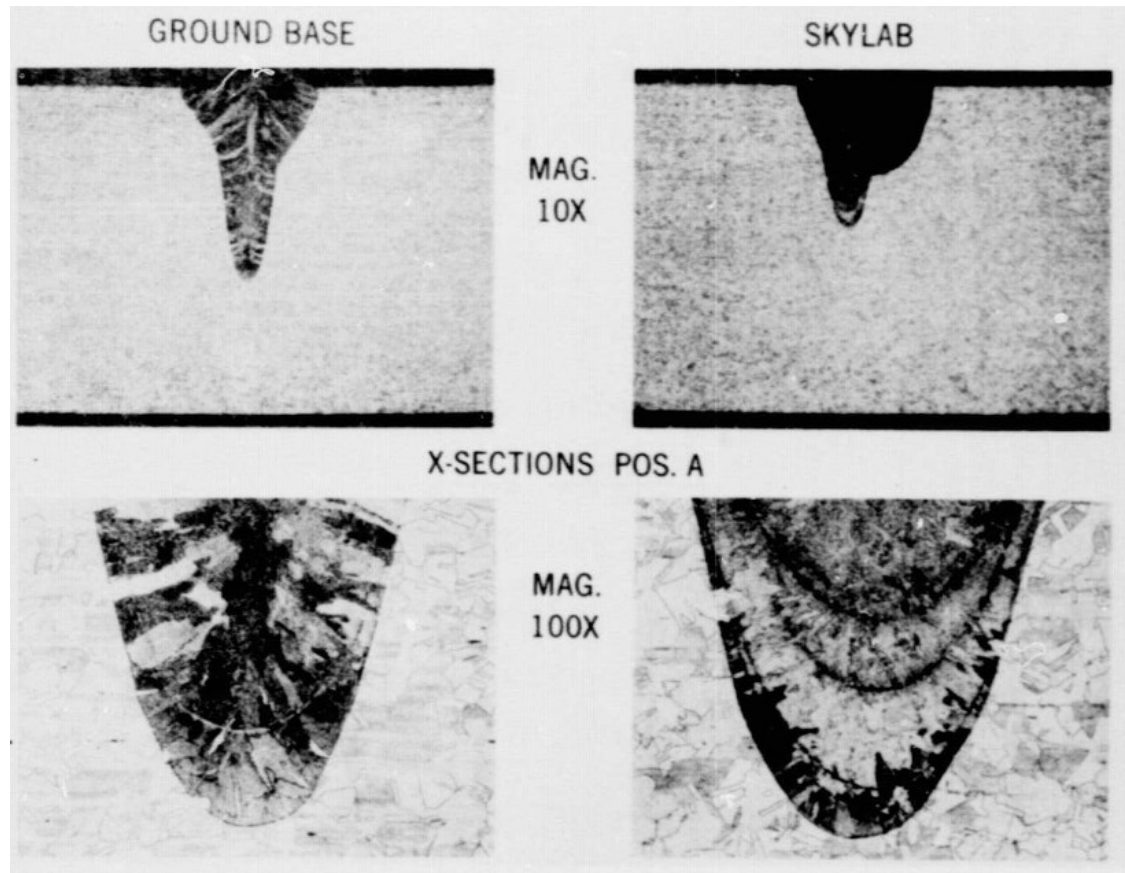 GROUND BASE
SKYLAB
MAG.
10X
X-SECTIONS POS. A
MAG.
100X